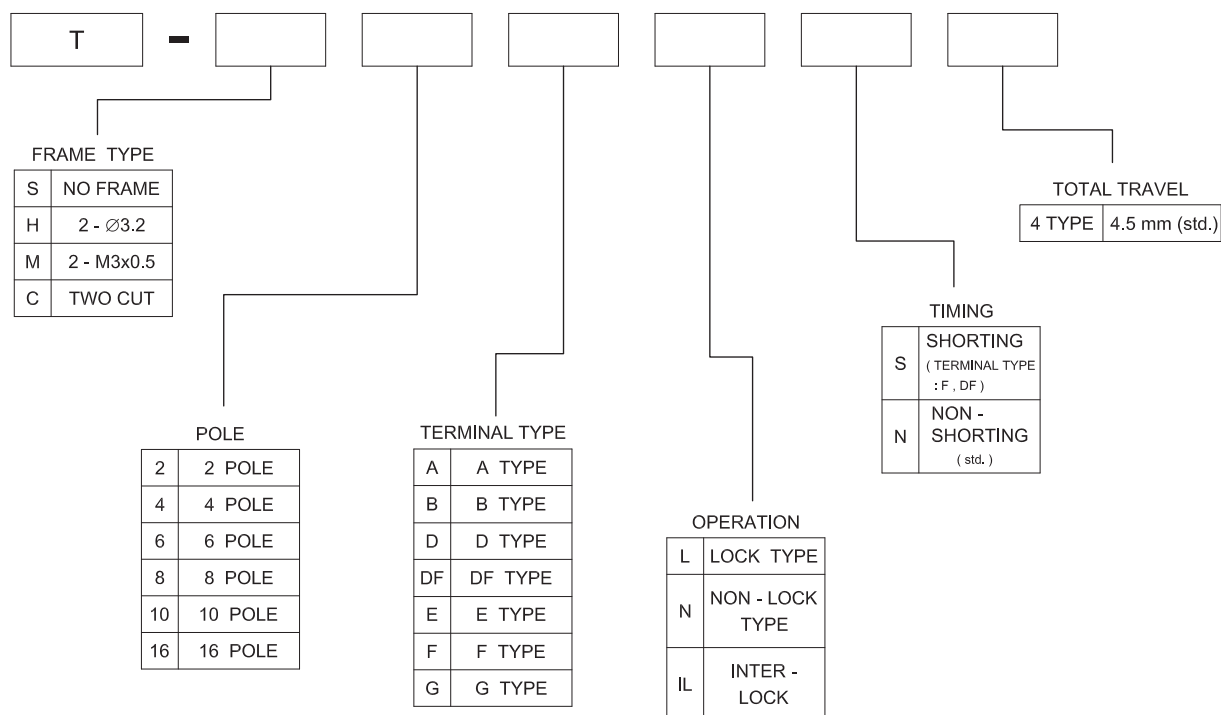 T -
FRAME TYPE
S NO FRAME
H 2 - Ø3.2
M 2 - M3x0.5
C TWO CUT
TOTAL TRAVEL
4 TYPE 4.5 mm (std.)
TIMING
S SHORTING
( TERMINAL TYPE
: F , DF )
N NON -
SHORTING
( std. )
POLE
2 2 POLE
4 4 POLE
6 6 POLE
8 8 POLE
10 10 POLE
16 16 POLE
TERMINAL TYPE
A A TYPE
B B TYPE
D D TYPE
DF DF TYPE
E E TYPE
F F TYPE
G G TYPE
OPERATION
L LOCK TYPE
N NON - LOCK
TYPE
IL INTER -
LOCK